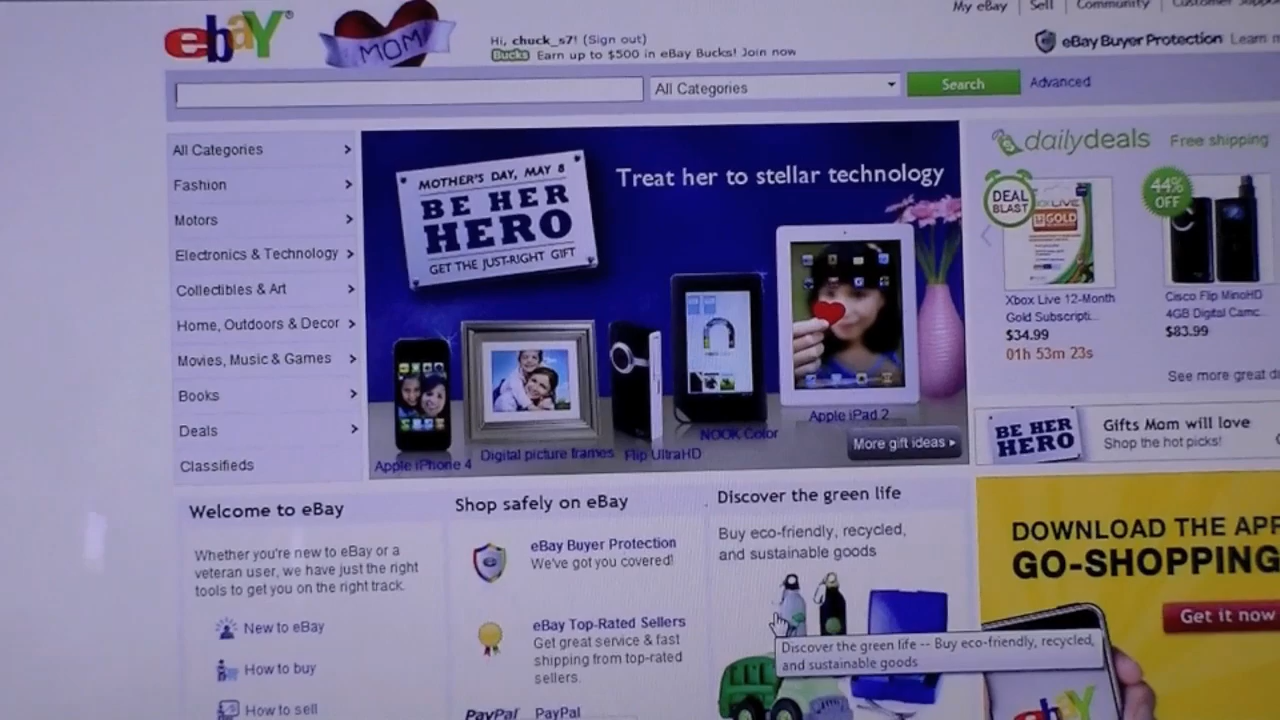 ebaY
MOM
Hi, chuck_s7! (Sign out)
Bucks Earn up to $500 in eBay Bucks! Join now
My eBay | Sell | Community | Customer
eBay Buyer Protection Learn
All Categories
Search
Advanced
All Categories
Fashion
Motors
Electronics & Technology
Collectibles & Art
Home, Outdoors & Decor
Movies, Music & Games
Books
Deals
Classifieds
MOTHER'S DAY, MAY 8
BE HER
HERO
GET THE JUST-RIGHT GIFT
Treat her to stellar technology
Apple iPhone 4
Digital picture frames
Flip UltraHD
NOOK Color
Apple iPad 2
More gift ideas
dailydeals
Free shipping
DEAL
BLAST
LIVE
GOLD
44%
OFF
Xbox Live 12-Month
Gold Subscripti...
$34.99
01h 53m 23s
Cisco Flip MinoHD
4GB Digital Camc...
$83.99
See more great
BE HER
HERO
Gifts Mom will love
Shop the hot picks!
Welcome to eBay
Whether you're new to eBay or a
veteran user, we have just the right
tools to get you on the right track.
New to eBay
How to buy
How to sell
Shop safely on eBay
eBay Buyer Protection
We've got you covered!
eBay Top-Rated Sellers
Get great service & fast
shipping from top-rated
sellers.
PayPal PayPal
Discover the green life
Buy eco-friendly, recycled,
and sustainable goods
Discover the green life -- Buy eco-friendly, recycled,
and sustainable goods
DOWNLOAD THE APP
GO-SHOPPING
Get it now
ebaY